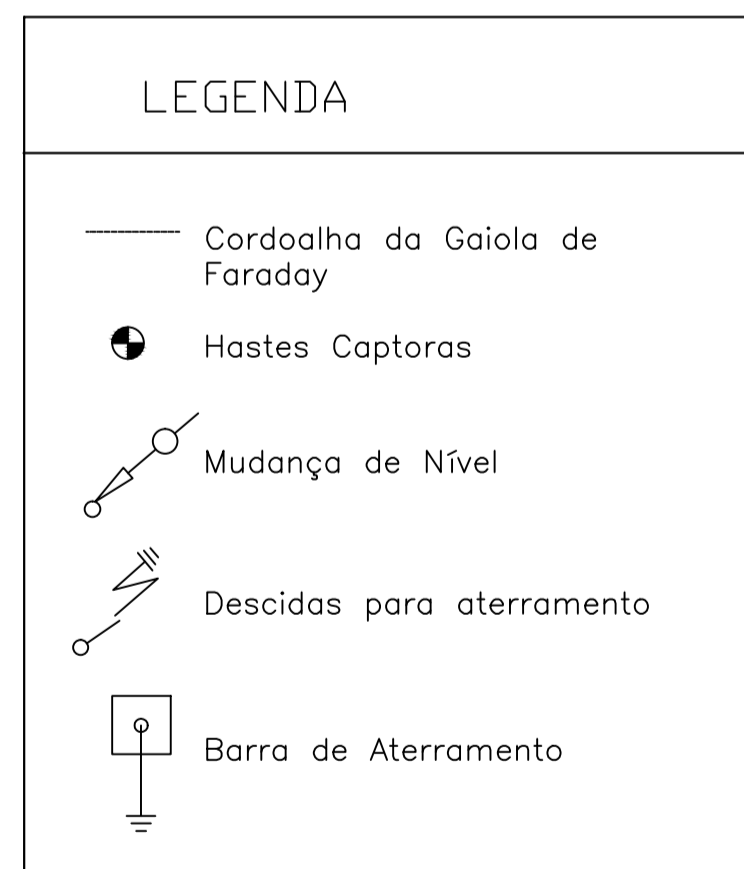 LEGENDA
Cordoalha da Gaiola de
Faraday
Hastes Captoras
Mudança de Nível
Descidas para aterramento
Barra de Aterramento